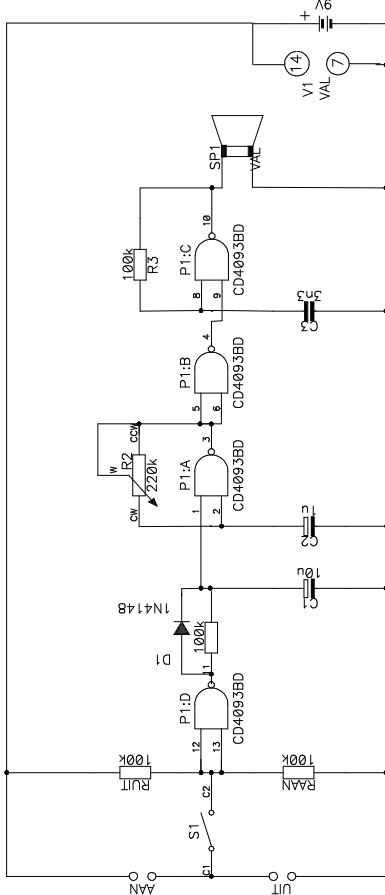 9V
+
14
7
V1
VAL
SP1
VAL
10
100k
R3
P1:C
8
9
CD4093BD
C3
3n3
4
P1:B
5
6
CD4093BD
CCW
W
R2
220k
CW
3
P1:A
1
2
CD4093BD
C2
1u
1N4148
D1
100k
11
C1
10u
P1:D
12
13
CD4093BD
RUIT
100k
RAAN
100k
C2
S1
C1
AAN
UIT